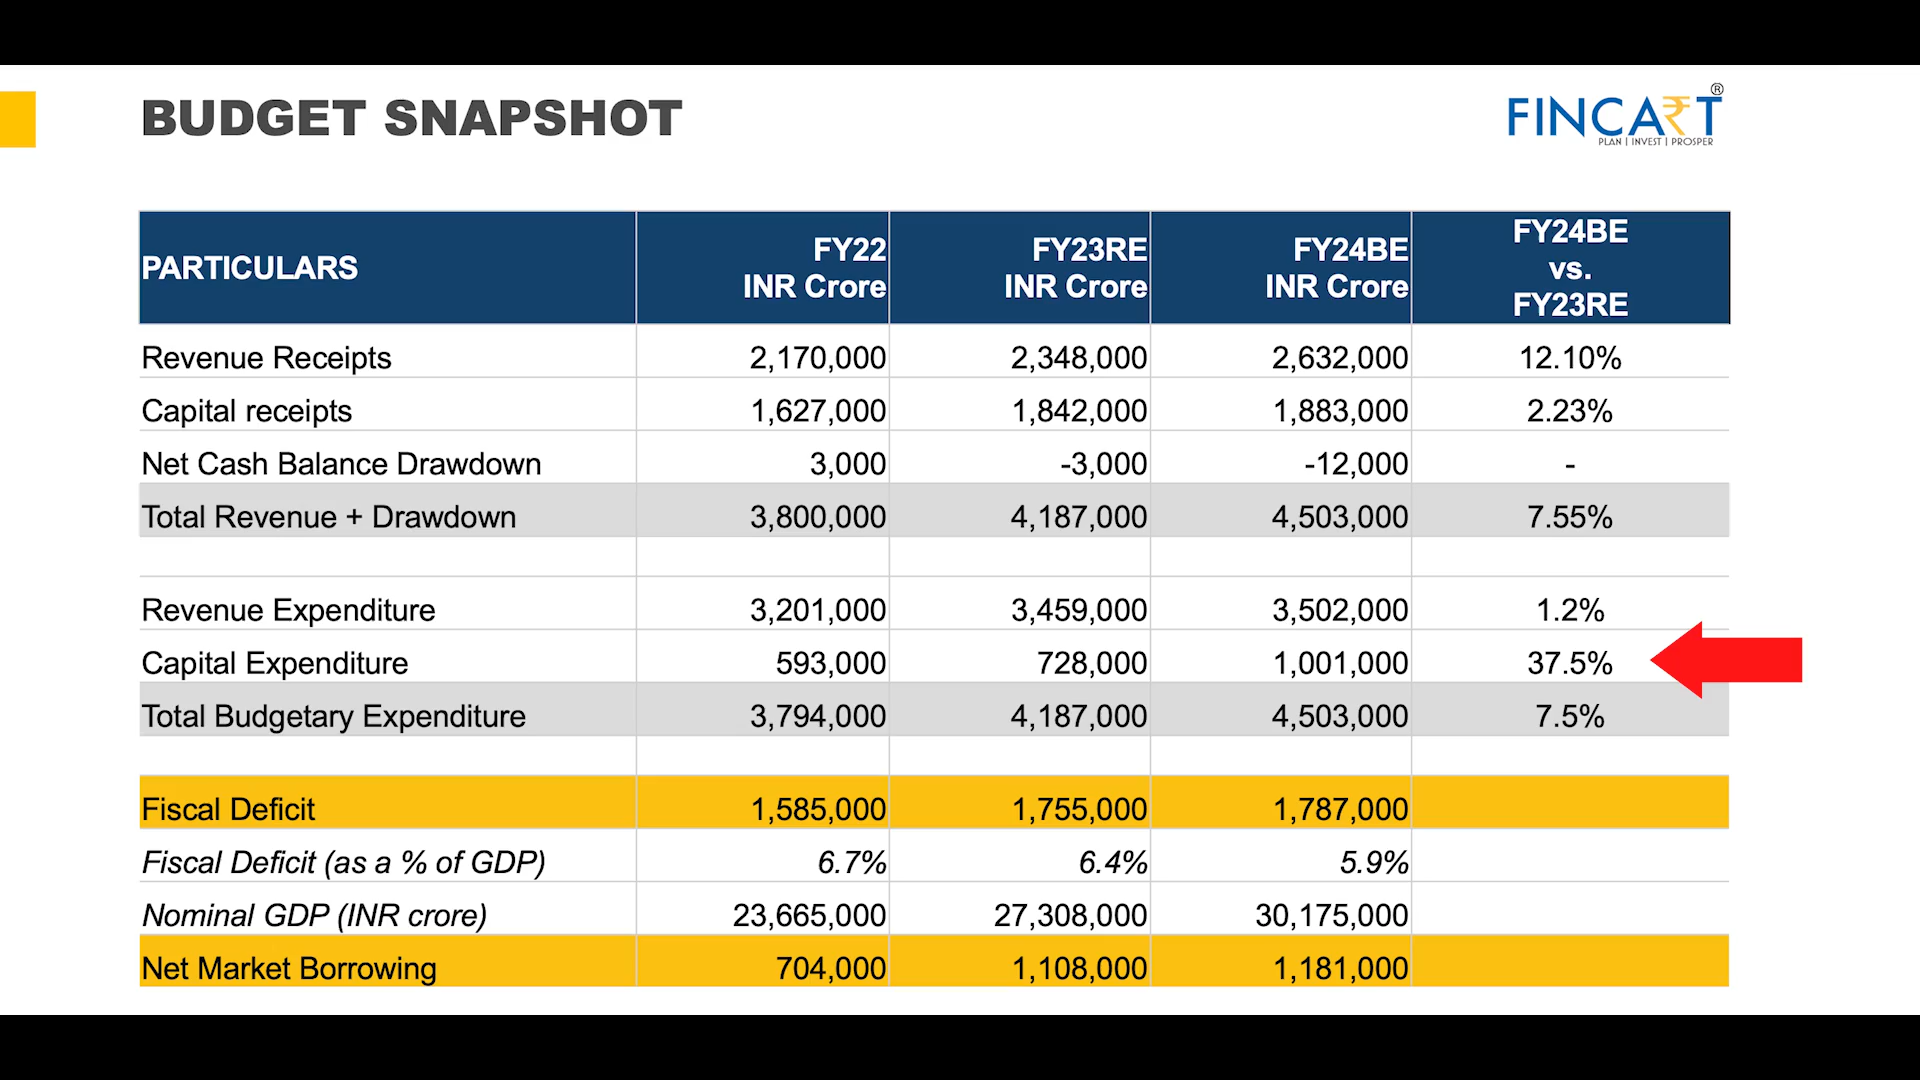 BUDGET SNAPSHOT
FINCART®
PLAN | INVEST | PROSPER
PARTICULARS FY22 INR Crore FY23RE INR Crore FY24BE INR Crore FY24BE vs. FY23RE
Revenue Receipts 2,170,000 2,348,000 2,632,000 12.10%
Capital receipts 1,627,000 1,842,000 1,883,000 2.23%
Net Cash Balance Drawdown 3,000 -3,000 -12,000 -
Total Revenue + Drawdown 3,800,000 4,187,000 4,503,000 7.55%
Revenue Expenditure 3,201,000 3,459,000 3,502,000 1.2%
Capital Expenditure 593,000 728,000 1,001,000 37.5%
Total Budgetary Expenditure 3,794,000 4,187,000 4,503,000 7.5%
Fiscal Deficit 1,585,000 1,755,000 1,787,000
Fiscal Deficit (as a % of GDP) 6.7% 6.4% 5.9%
Nominal GDP (INR crore) 23,665,000 27,308,000 30,175,000
Net Market Borrowing 704,000 1,108,000 1,181,000